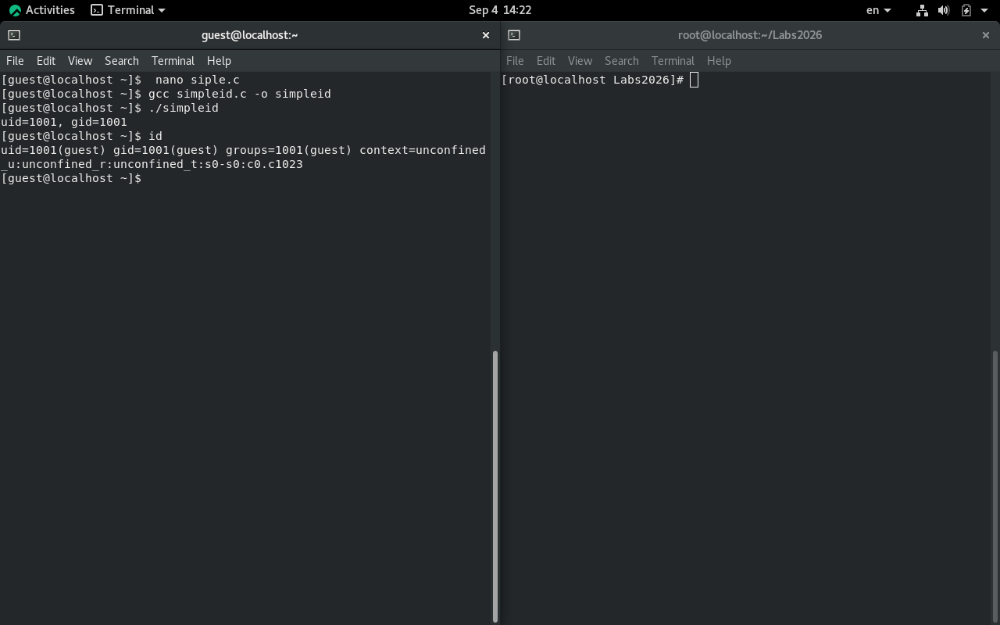 Activities Terminal Sep 4 14:22 en
guest@localhost:~
File Edit View Search Terminal Help
[guest@localhost ~]$  nano siple.c
[guest@localhost ~]$ gcc simpleid.c -o simpleid
[guest@localhost ~]$ ./simpleid
uid=1001, gid=1001
[guest@localhost ~]$ id
uid=1001(guest) gid=1001(guest) groups=1001(guest) context=unconfined
_u:unconfined_r:unconfined_t:s0-s0:c0.c1023
[guest@localhost ~]$
root@localhost:~/Labs2026
File Edit View Search Terminal Help
[root@localhost Labs2026]#